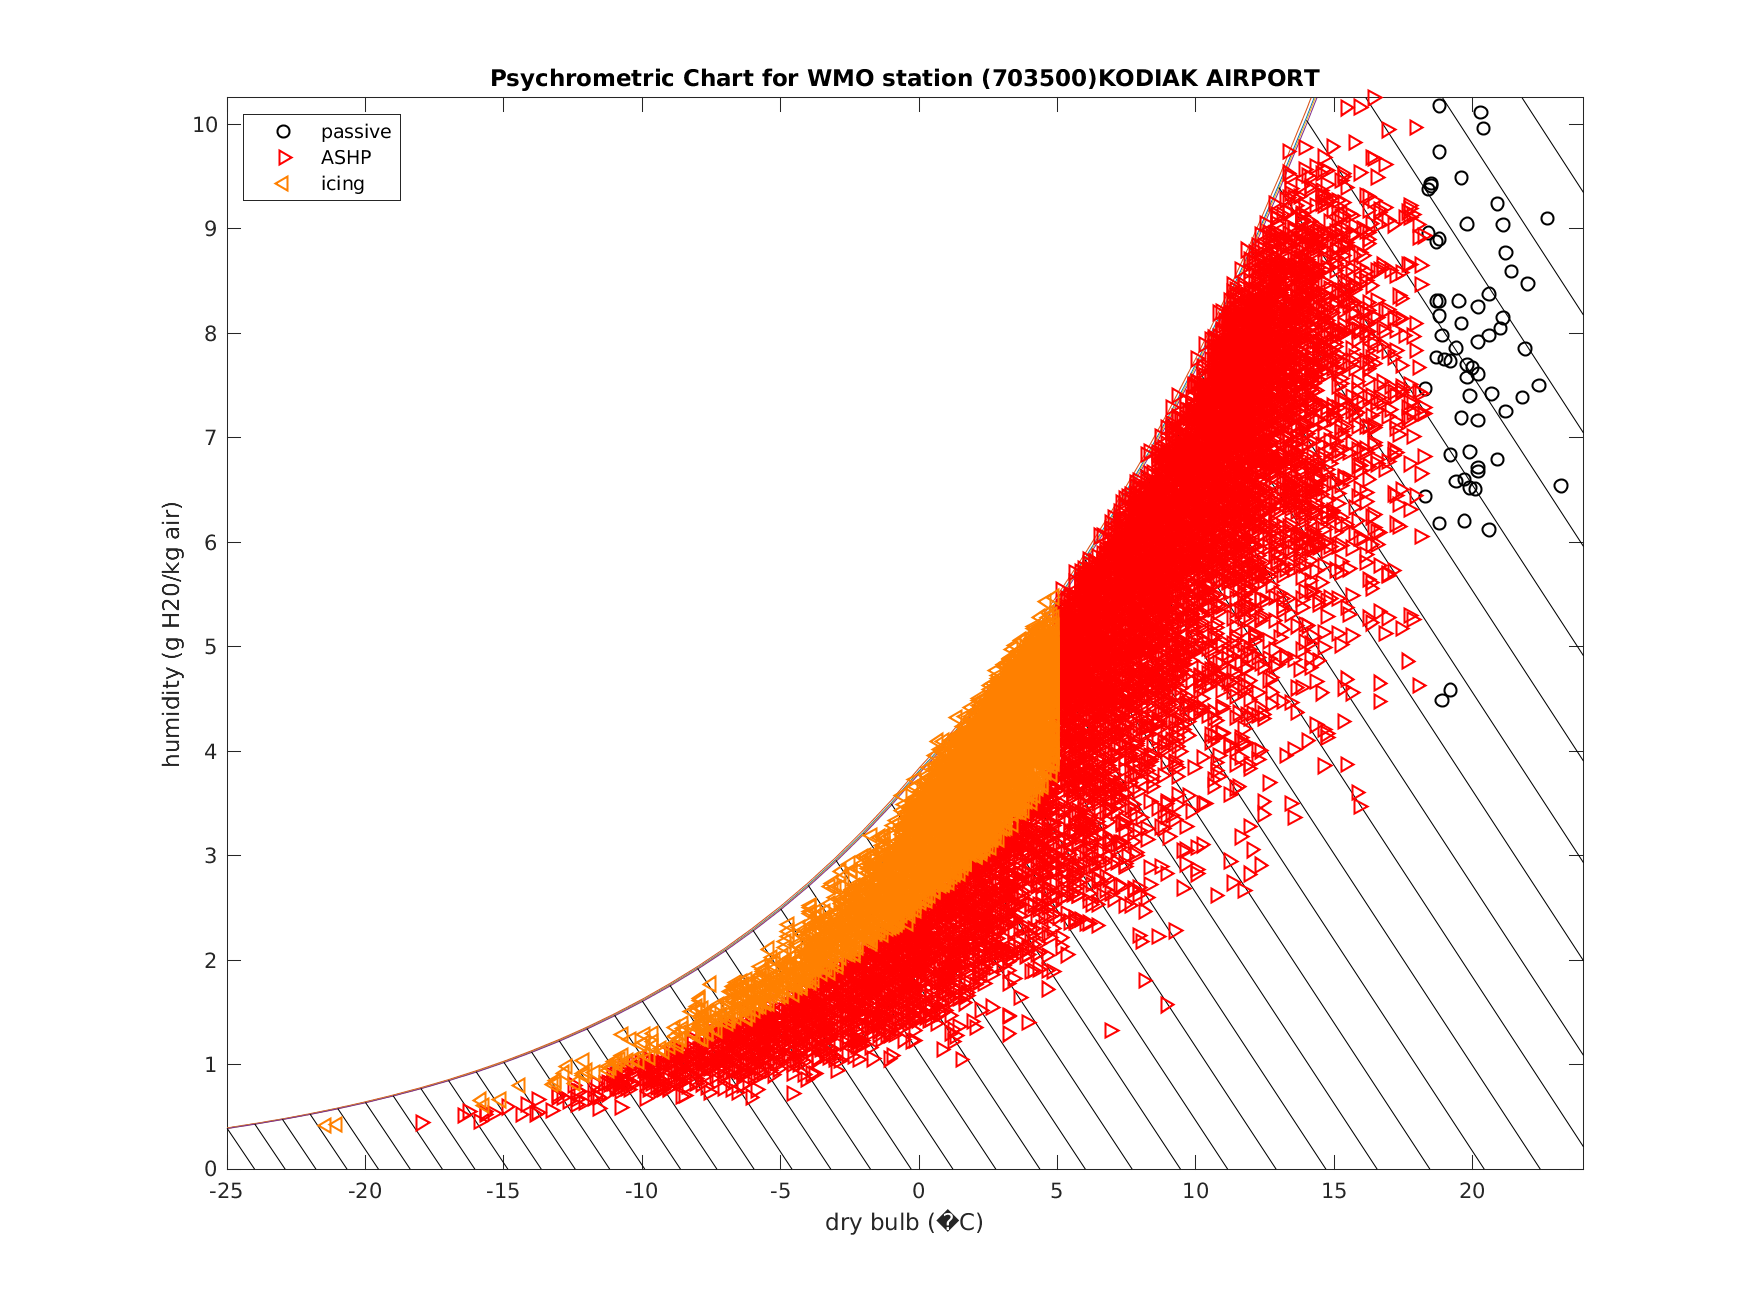 Psychrometric Chart for WMO station (703500)KODIAK AIRPORT
passive
ASHP
icing
humidity (g H20/kg air)
10
9
8
7
6
5
4
3
2
1
0
-25 -20 -15 -10 -5 0 5 10 15 20
dry bulb (�C)